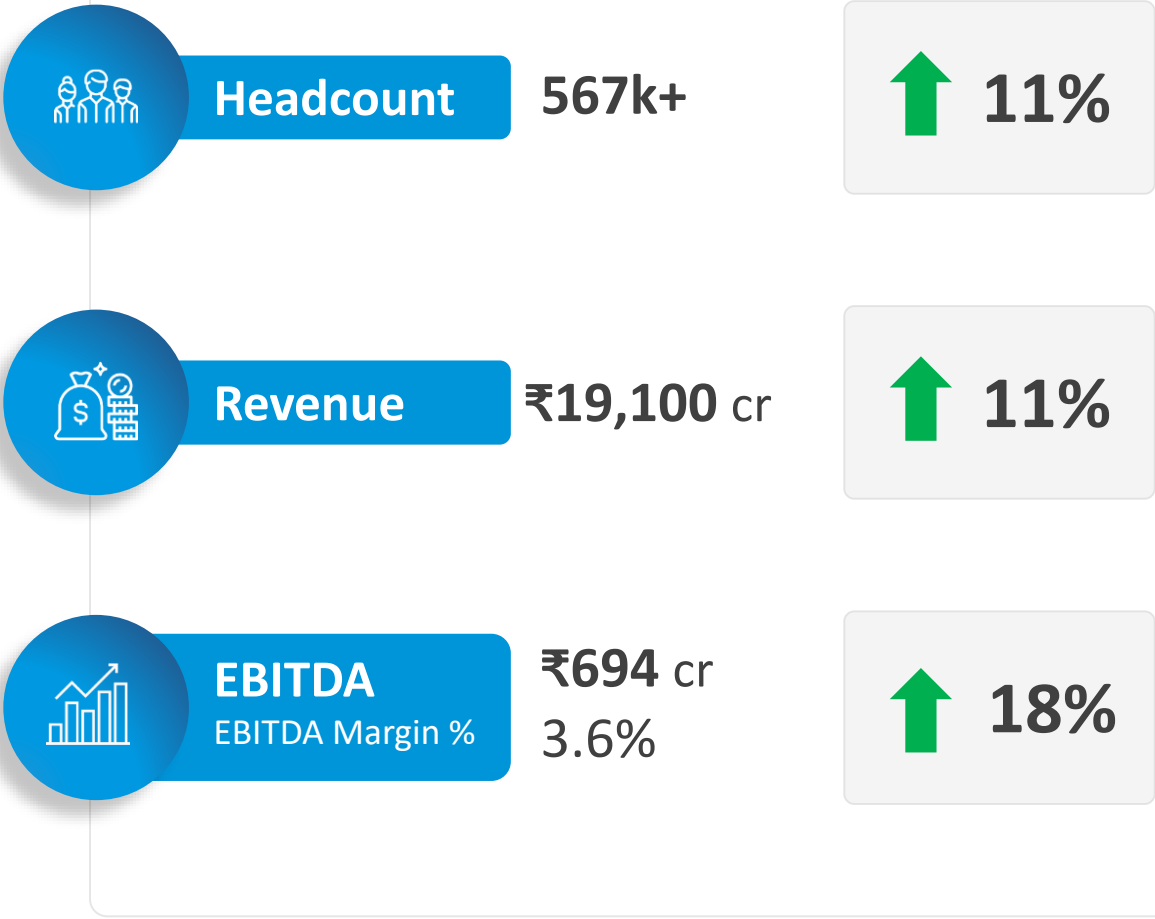 Headcount 567k+ 11%
Revenue ₹19,100 cr 11%
EBITDA ₹694 cr 18%
EBITDA Margin % 3.6%
$